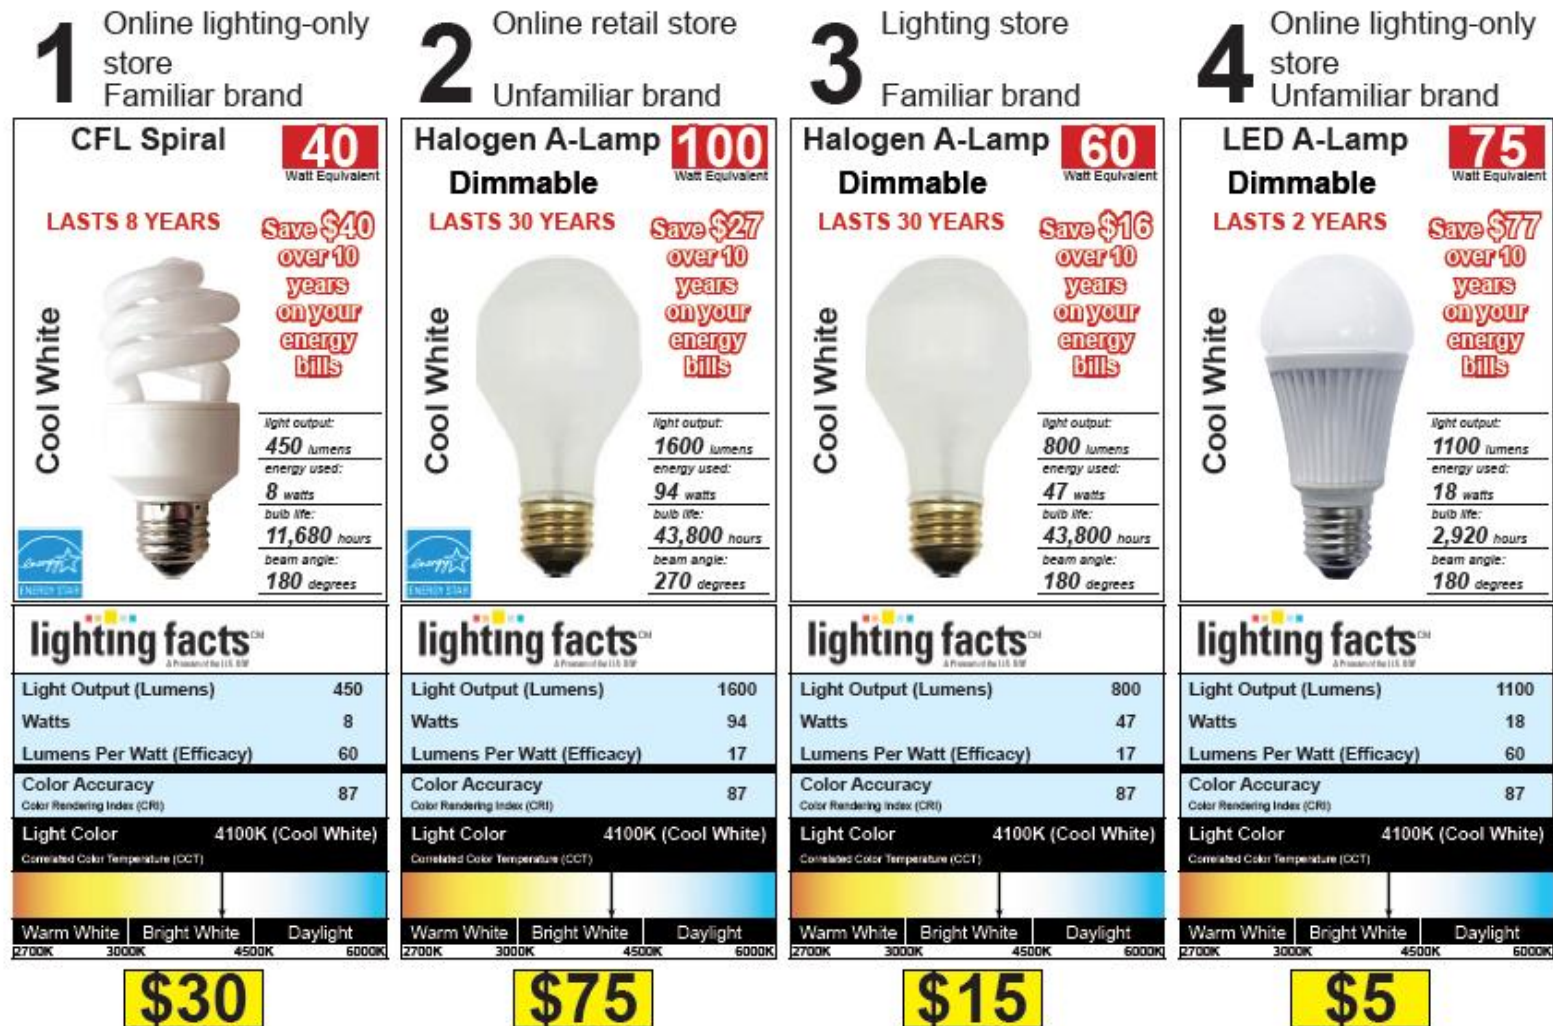 1
Online lighting-only
store
Familiar brand
CFL Spiral
40
Watt Equivalent
LASTS 8 YEARS
Save $40
over 10
years
on your
energy
bills
Cool White
light output:
450 lumens
energy used:
8 watts
bulb life:
11,680 hours
beam angle:
180 degrees
energy
ENERGY STAR
lighting facts CM
Light Output (Lumens) 450
Watts 8
Lumens Per Watt (Efficacy) 60
Color Accuracy 87
Color Rendering Index (CRI)
Light Color 4100K (Cool White)
Correlated Color Temperature (CCT)
Warm White Bright White Daylight
2700K 3000K 4500K 6000K
$30
2
Online retail store
Unfamiliar brand
Halogen A-Lamp
100
Watt Equivalent
Dimmable
LASTS 30 YEARS
Save $27
over 10
years
on your
energy
bills
Cool White
light output:
1600 lumens
energy used:
94 watts
bulb life:
43,800 hours
beam angle:
270 degrees
energy
ENERGY STAR
lighting facts CM
Light Output (Lumens) 1600
Watts 94
Lumens Per Watt (Efficacy) 17
Color Accuracy 87
Color Rendering Index (CRI)
Light Color 4100K (Cool White)
Correlated Color Temperature (CCT)
Warm White Bright White Daylight
2700K 3000K 4500K 6000K
$75
3
Lighting store
Familiar brand
Halogen A-Lamp
60
Watt Equivalent
Dimmable
LASTS 30 YEARS
Save $16
over 10
years
on your
energy
bills
Cool White
light output:
800 lumens
energy used:
47 watts
bulb life:
43,800 hours
beam angle:
180 degrees
lighting facts CM
Light Output (Lumens) 800
Watts 47
Lumens Per Watt (Efficacy) 17
Color Accuracy 87
Color Rendering Index (CRI)
Light Color 4100K (Cool White)
Correlated Color Temperature (CCT)
Warm White Bright White Daylight
2700K 3000K 4500K 6000K
$15
4
Online lighting-only
store
Unfamiliar brand
LED A-Lamp
75
Watt Equivalent
Dimmable
LASTS 2 YEARS
Save $77
over 10
years
on your
energy
bills
Cool White
light output:
1100 lumens
energy used:
18 watts
bulb life:
2,920 hours
beam angle:
180 degrees
lighting facts CM
Light Output (Lumens) 1100
Watts 18
Lumens Per Watt (Efficacy) 60
Color Accuracy 87
Color Rendering Index (CRI)
Light Color 4100K (Cool White)
Correlated Color Temperature (CCT)
Warm White Bright White Daylight
2700K 3000K 4500K 6000K
$5